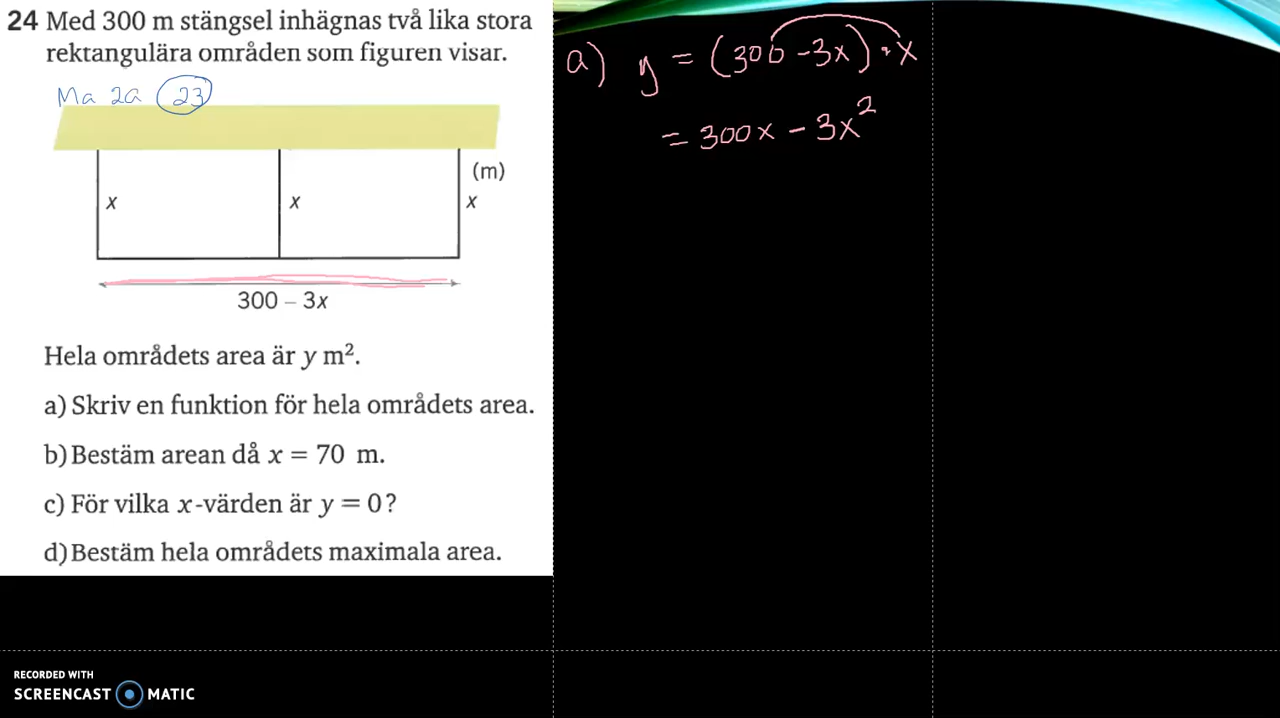 24 Med 300 m stängsel inhägnas två lika stora
rektangulära områden som figuren visar.
Ma 2a 23
(m)
x x x
300 – 3x
Hela områdets area är y m².
a) Skriv en funktion för hela områdets area.
b) Bestäm arean då x = 70 m.
c) För vilka x-värden är y = 0?
d) Bestäm hela områdets maximala area.
a) y = (300 - 3x) · x
= 300x - 3x²
RECORDED WITH
SCREENCAST MATIC